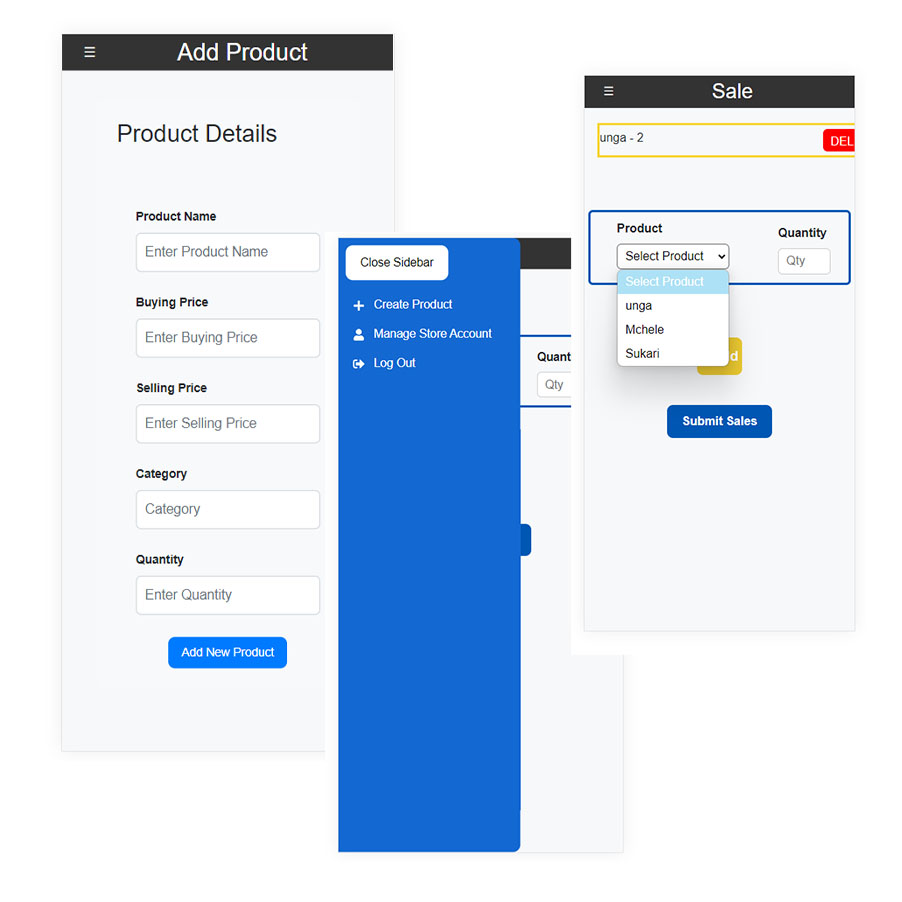 ☰ Add Product
Product Details
Product Name
Enter Product Name
Buying Price
Enter Buying Price
Selling Price
Enter Selling Price
Category
Category
Quantity
Enter Quantity
Add New Product
Close Sidebar
Create Product
Manage Store Account
Log Out
Quant
Qty
☰ Sale
unga - 2
DEL
Product Quantity
Select Product Qty
Select Product
unga
Mchele
Sukari
d
Submit Sales